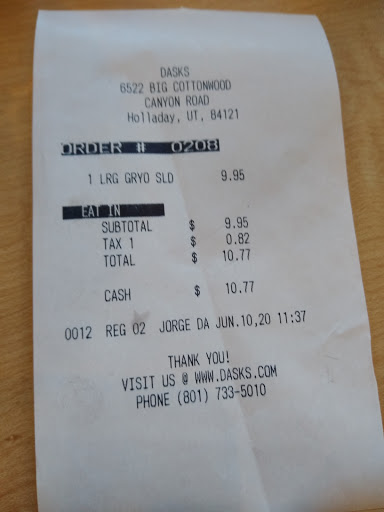 DASKS
6522 BIG COTTONWOOD
CANYON ROAD
Holladay, UT, 84121
ORDER # 0208
1 LRG GRYO SLD 9.95
EAT IN
SUBTOTAL $ 9.95
TAX 1 $ 0.82
TOTAL $ 10.77
CASH $ 10.77
0012 REG 02 JORGE DA JUN.10,20 11:37
THANK YOU!
VISIT US @ WWW.DASKS.COM
PHONE (801) 733-5010